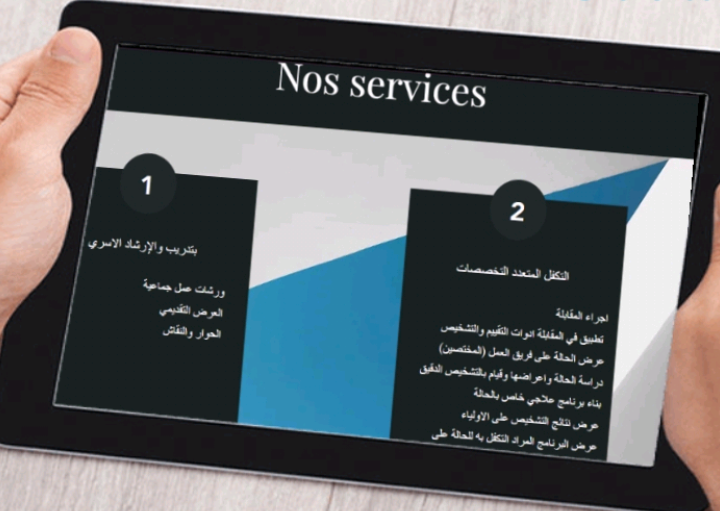 Nos services
1
بتدريب والإرشاد الاسري
ورشات عمل جماعية
العرض التقديمي
الحوار والنقاش
2
التكفل المتعدد التخصصات
اجراء المقابلة
تطبيق في المقابلة ادوات التقييم والتشخيص
عرض الحالة على فريق العمل (المختصين)
دراسة الحالة واعراضها وقيام بالتشخيص الدقيق
بناء برنامج علاجي خاص بالحالة
عرض نتائج التشخيص على الاولياء
عرض البرنامج المراد التكفل به للحالة على